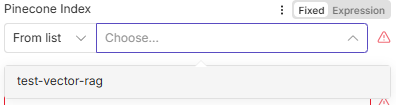 Pinecone Index
Fixed Expression
From list Choose...
test-vector-rag